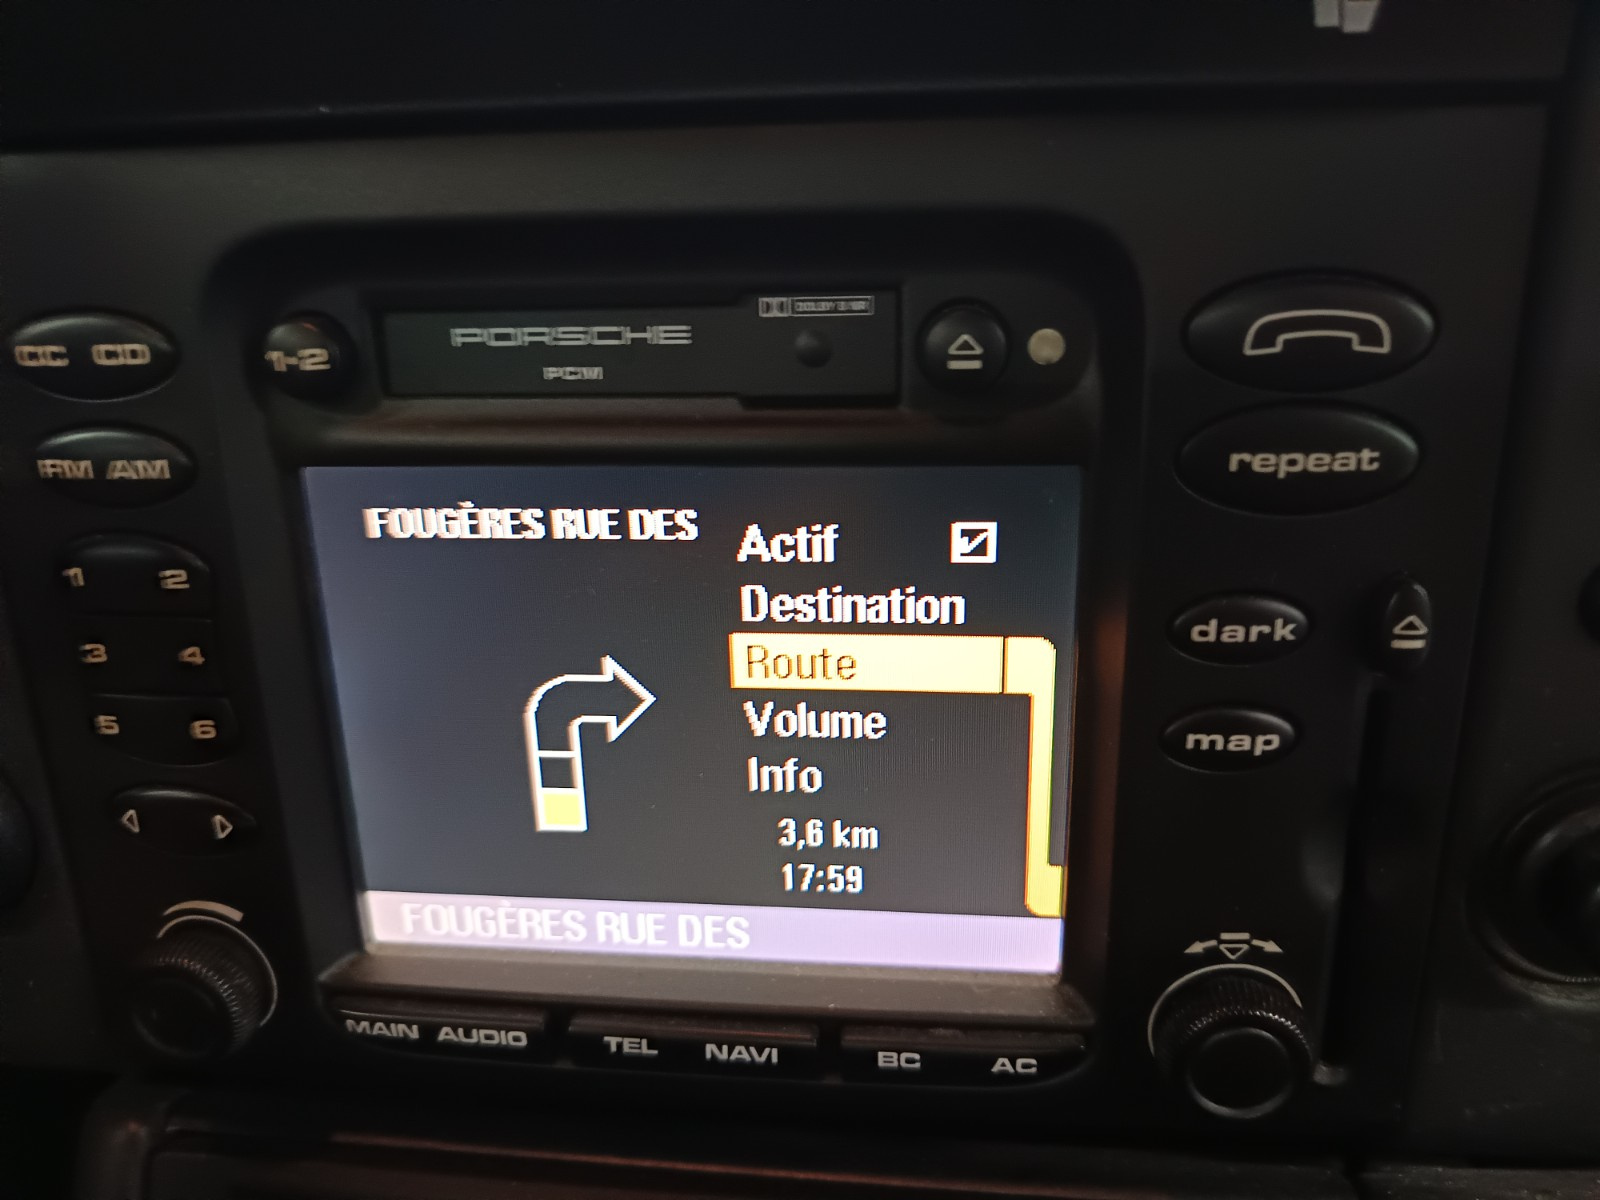 1-2
PORSCHE
PCM
CC CD
FM AM
repeat
1 2
3 4
5 6
dark
map
FOUGÈRES RUE DES
Actif
Destination
Route
Volume
Info
3,6 km
17:59
FOUGÈRES RUE DES
MAIN AUDIO
TEL NAVI
BC AC